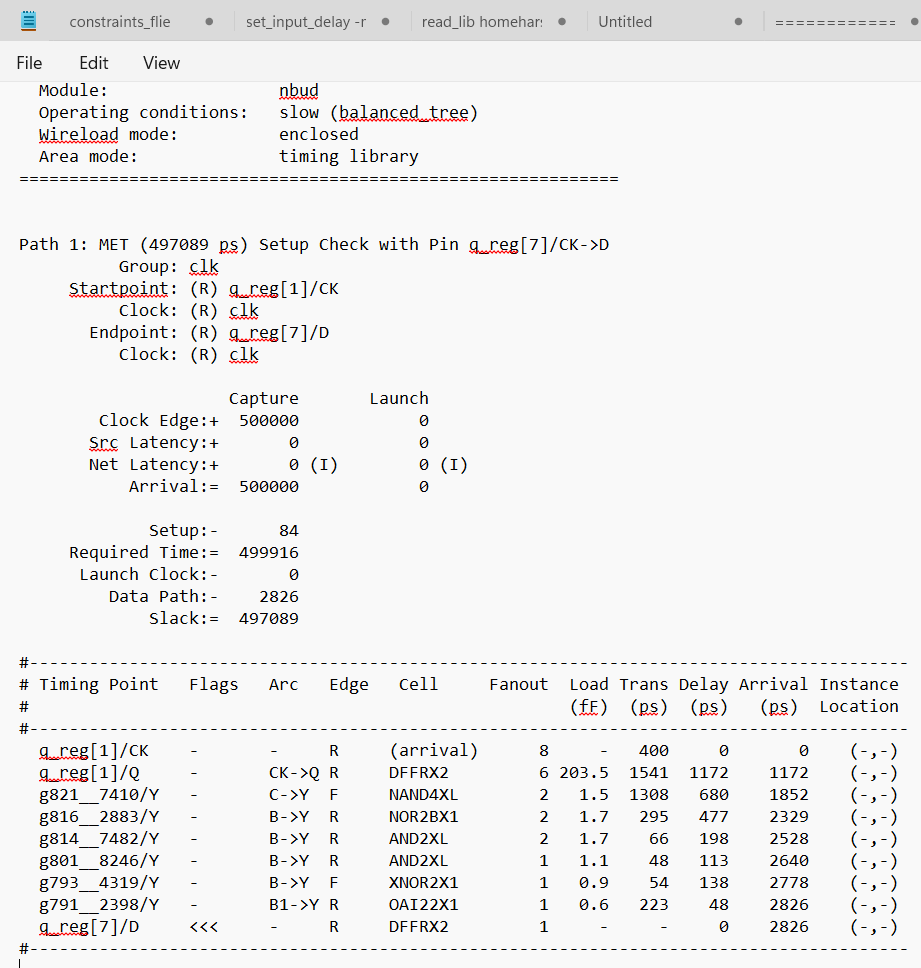 constraints_flie
set_input_delay -r
read_lib homehar
Untitled
============
File Edit View
Module: nbud
Operating conditions: slow (balanced_tree)
Wireload mode: enclosed
Area mode: timing library
============================================================
Path 1: MET (497089 ps) Setup Check with Pin q_reg[7]/CK->D
Group: clk
Startpoint: (R) q_reg[1]/CK
Clock: (R) clk
Endpoint: (R) q_reg[7]/D
Clock: (R) clk
Capture Launch
Clock Edge:+ 500000 0
Src Latency:+ 0 0
Net Latency:+ 0 (I) 0 (I)
Arrival:= 500000 0
Setup:- 84
Required Time:= 499916
Launch Clock:- 0
Data Path:- 2826
Slack:= 497089
#----------------------------------------------------------------------------------------
# Timing Point Flags Arc Edge Cell Fanout Load Trans Delay Arrival Instance
# (fF) (ps) (ps) (ps) Location
#----------------------------------------------------------------------------------------
q_reg[1]/CK - - R (arrival) 8 - 400 0 0 (-,-)
q_reg[1]/Q - CK->Q R DFFRX2 6 203.5 1541 1172 1172 (-,-)
g821__7410/Y - C->Y F NAND4XL 2 1.5 1308 680 1852 (-,-)
g816__2883/Y - B->Y R NOR2BX1 2 1.7 295 477 2329 (-,-)
g814__7482/Y - B->Y R AND2XL 2 1.7 66 198 2528 (-,-)
g801__8246/Y - B->Y R AND2XL 1 1.1 48 113 2640 (-,-)
g793__4319/Y - B->Y F XNOR2X1 1 0.9 54 138 2778 (-,-)
g791__2398/Y - B1->Y R OAI22X1 1 0.6 223 48 2826 (-,-)
q_reg[7]/D <<< - R DFFRX2 1 - - 0 2826 (-,-)
#----------------------------------------------------------------------------------------